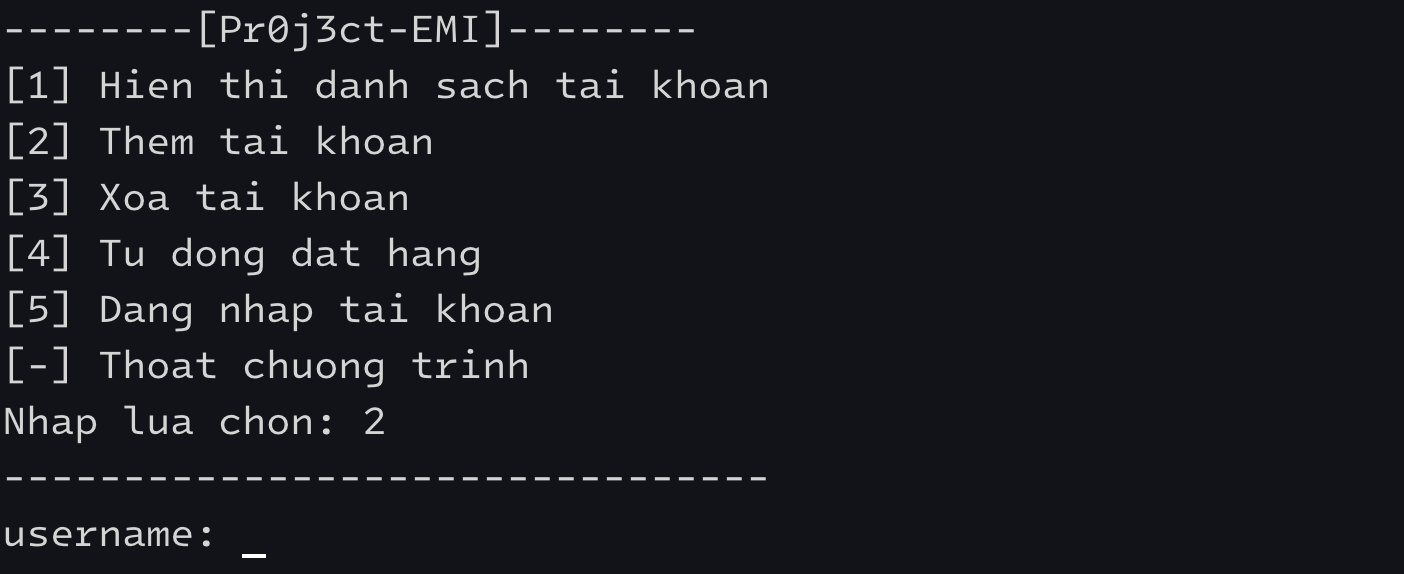 --------[Pr0j3ct-EMI]--------
[1] Hien thi danh sach tai khoan
[2] Them tai khoan
[3] Xoa tai khoan
[4] Tu dong dat hang
[5] Dang nhap tai khoan
[-] Thoat chuong trinh
Nhap lua chon: 2
--------------------------------
username: _